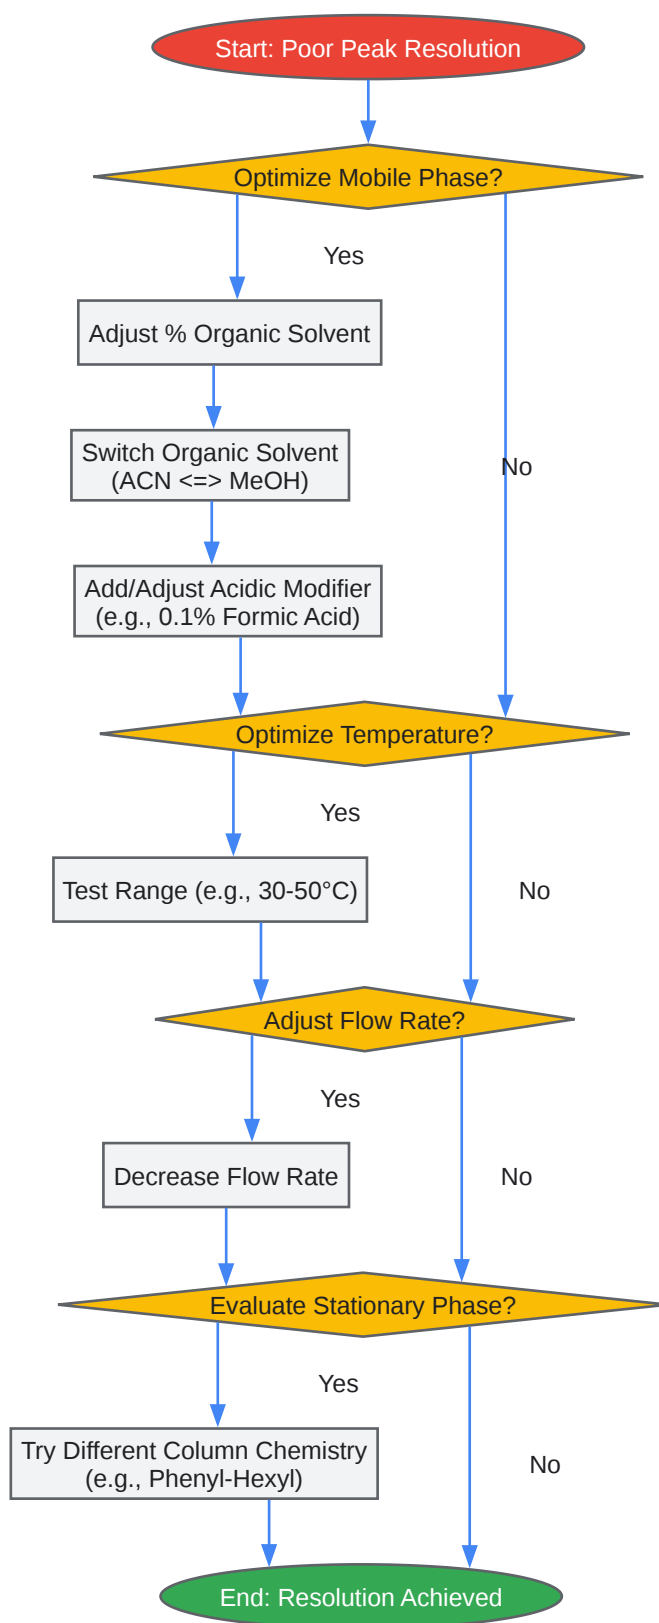 Start: Poor Peak Resolution
Optimize Mobile Phase?
Yes
Adjust % Organic Solvent
Switch Organic Solvent
(ACN <=> MeOH)
No
Add/Adjust Acidic Modifier
(e.g., 0.1% Formic Acid)
Optimize Temperature?
Yes
Test Range (e.g., 30-50°C)
No
Adjust Flow Rate?
Yes
Decrease Flow Rate
No
Evaluate Stationary Phase?
Yes
Try Different Column Chemistry
(e.g., Phenyl-Hexyl)
No
End: Resolution Achieved